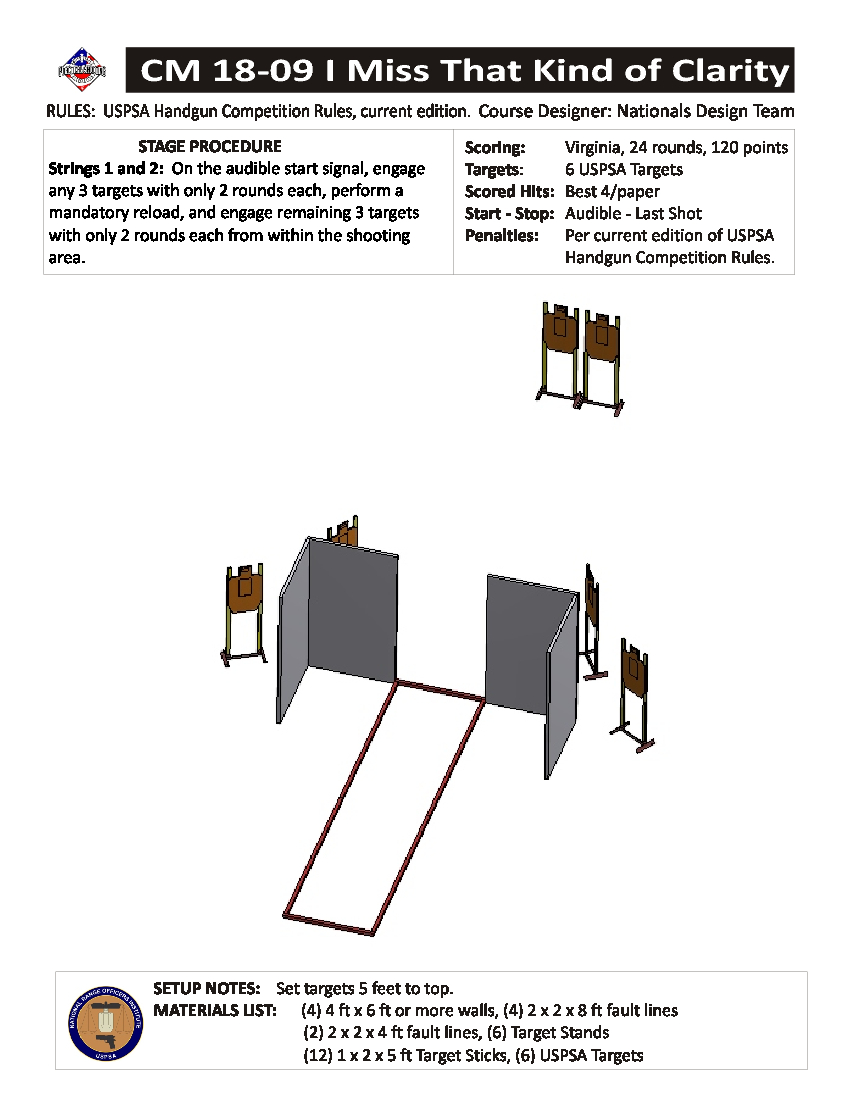 CM 18-09 I Miss That Kind of Clarity
RULES: USPSA Handgun Competition Rules, current edition. Course Designer: Nationals Design Team
STAGE PROCEDURE
Strings 1 and 2: On the audible start signal, engage
any 3 targets with only 2 rounds each, perform a
mandatory reload, and engage remaining 3 targets
with only 2 rounds each from within the shooting
area.
Scoring: Virginia, 24 rounds, 120 points
Targets: 6 USPSA Targets
Scored Hits: Best 4/paper
Start - Stop: Audible - Last Shot
Penalties: Per current edition of USPSA
Handgun Competition Rules.
NATIONAL RANGE OFFICERS INSTITUTE
USPSA
SETUP NOTES: Set targets 5 feet to top.
MATERIALS LIST: (4) 4 ft x 6 ft or more walls, (4) 2 x 2 x 8 ft fault lines
(2) 2 x 2 x 4 ft fault lines, (6) Target Stands
(12) 1 x 2 x 5 ft Target Sticks, (6) USPSA Targets